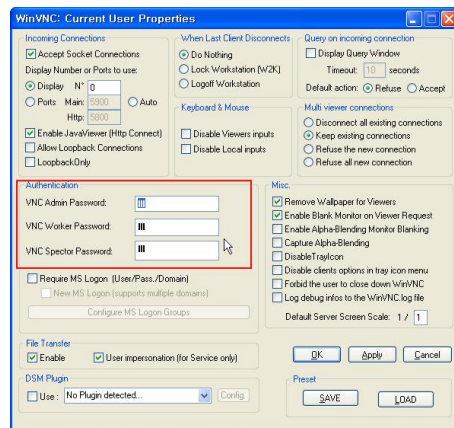 WinVNC: Current User Properties
Incoming Connections
Accept Socket Connections
Display Number or Ports to use:
Display N° 0
Ports Main: 5900 Auto
Http: 5800
Enable JavaViewer (Http Connect)
Allow Loopback Connections
LoopbackOnly
When Last Client Disconnects
Do Nothing
Lock Workstation (W2K)
Logoff Workstation
Keyboard & Mouse
Disable Viewers inputs
Disable Local inputs
Query on incoming connection
Display Query Window
Timeout: 10 seconds
Default action: Refuse Accept
Multi viewer connections
Disconnect all existing connections
Keep existing connections
Refuse the new connection
Refuse all new connection
Authentication
VNC Admin Password:
VNC Worker Password:
VNC Spector Password:
Require MS Logon (User/Pass./Domain)
New MS Logon (supports multiple domains)
Configure MS Logon Groups
Misc.
Remove Wallpaper for Viewers
Enable Blank Monitor on Viewer Request
Enable Alpha-Blending Monitor Blanking
Capture Alpha-Blending
DisableTrayIcon
Disable clients options in tray icon menu
Forbid the user to close down WinVNC
Log debug infos to the WinVNC.log file
Default Server Screen Scale: 1 / 1
File Transfer
Enable User impersonation (for Service only)
DSM Plugin
Use : No Plugin detected... Config.
OK Apply Cancel
Preset
SAVE LOAD